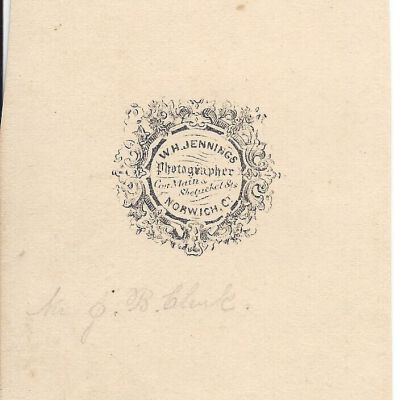 W.H. JENNINGS
Photographer
Cor. Main &
Shetucket Sts
NORWICH, Ct
Mr J. B. Clark.